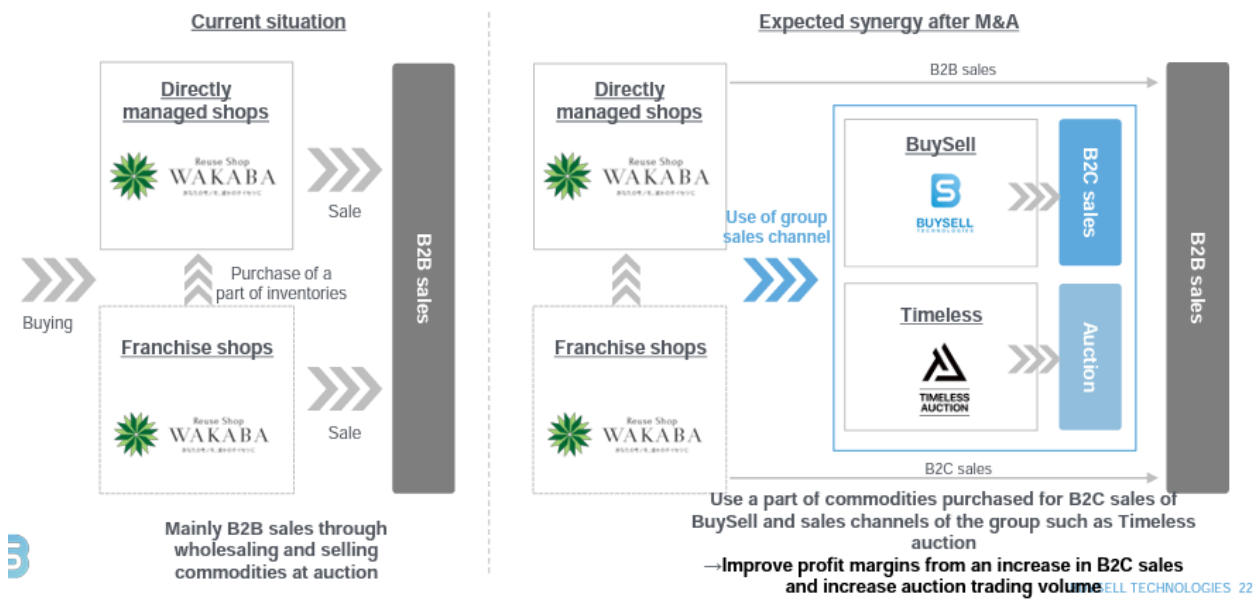 Current situation
Directly
managed shops
Reuse Shop
WAKABA
Sale
Purchase of a
part of inventories
Buying
Franchise shops
Reuse Shop
WAKABA
Sale
B2B sales
Mainly B2B sales through
wholesaling and selling
commodities at auction
Expected synergy after M&A
Directly
managed shops
Reuse Shop
WAKABA
Franchise shops
Reuse Shop
WAKABA
B2B sales
Use of group
sales channel
BuySell
BUYSELL
TECHNOLOGIES
B2C sales
Timeless
TIMELESS
AUCTION
Auction
B2C sales
B2B sales
Use a part of commodities purchased for B2C sales of
BuySell and sales channels of the group such as Timeless
auction
→Improve profit margins from an increase in B2C sales
and increase auction trading volume
SELL TECHNOLOGIES 22